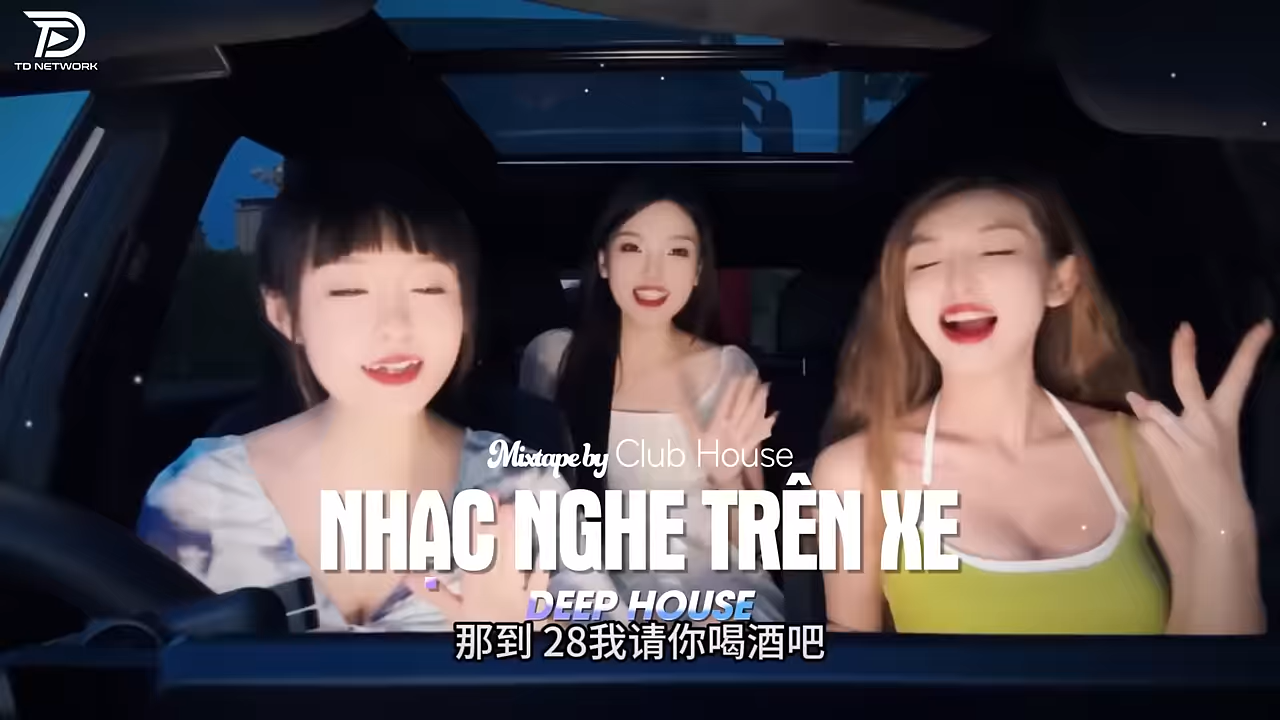 TD NETWORK
Mixtape by Club House
NHẠC NGHE TRÊN XE
DEEP HOUSE
那到 28我请你喝酒吧